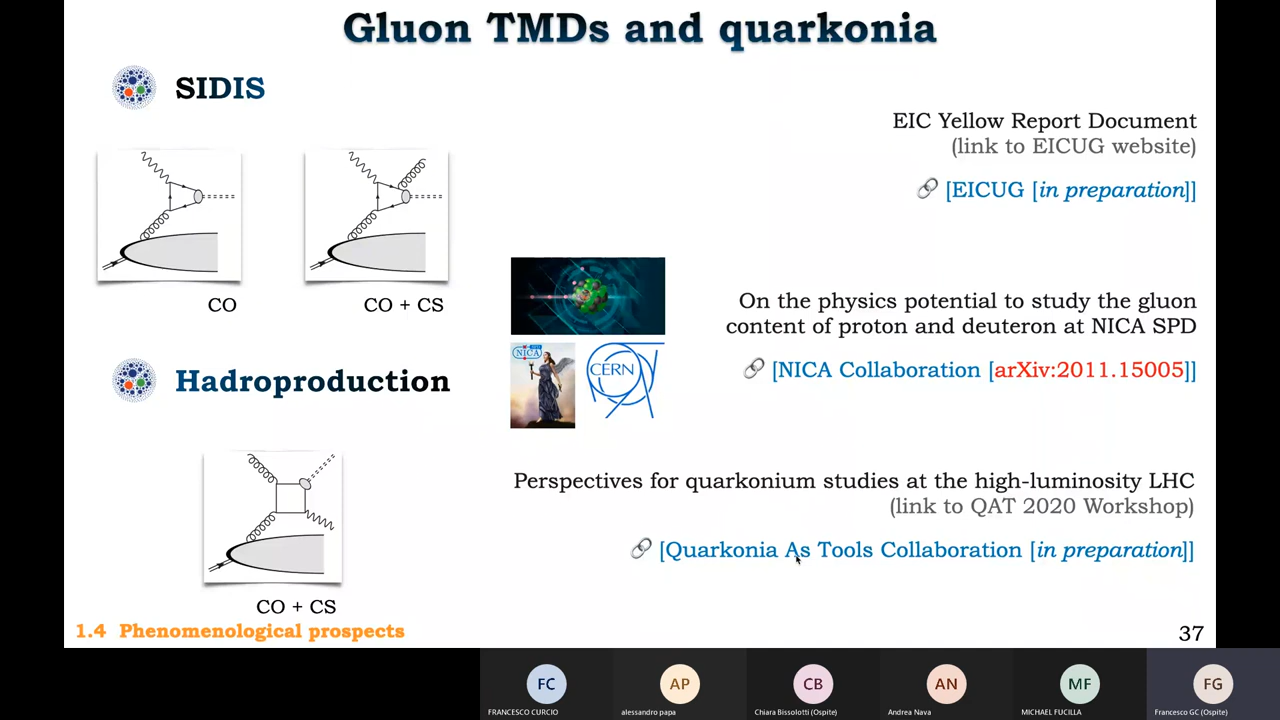 Gluon TMDs and quarkonia
SIDIS
CO
CO + CS
Hadroproduction
CO + CS
EIC Yellow Report Document
(link to EICUG website)
[EICUG [in preparation]]
NICA
CERN
On the physics potential to study the gluon
content of proton and deuteron at NICA SPD
[NICA Collaboration [arXiv:2011.15005]]
Perspectives for quarkonium studies at the high-luminosity LHC
(link to QAT 2020 Workshop)
[Quarkonia As Tools Collaboration [in preparation]]
1.4 Phenomenological prospects
37
FC
AP
CB
AN
MF
FG
FRANCESCO CURCIO
alessandro papa
Chiara Bissolotti (Ospite)
Andrea Nava
MICHAEL FUCILLA
Francesco GC (Ospite)